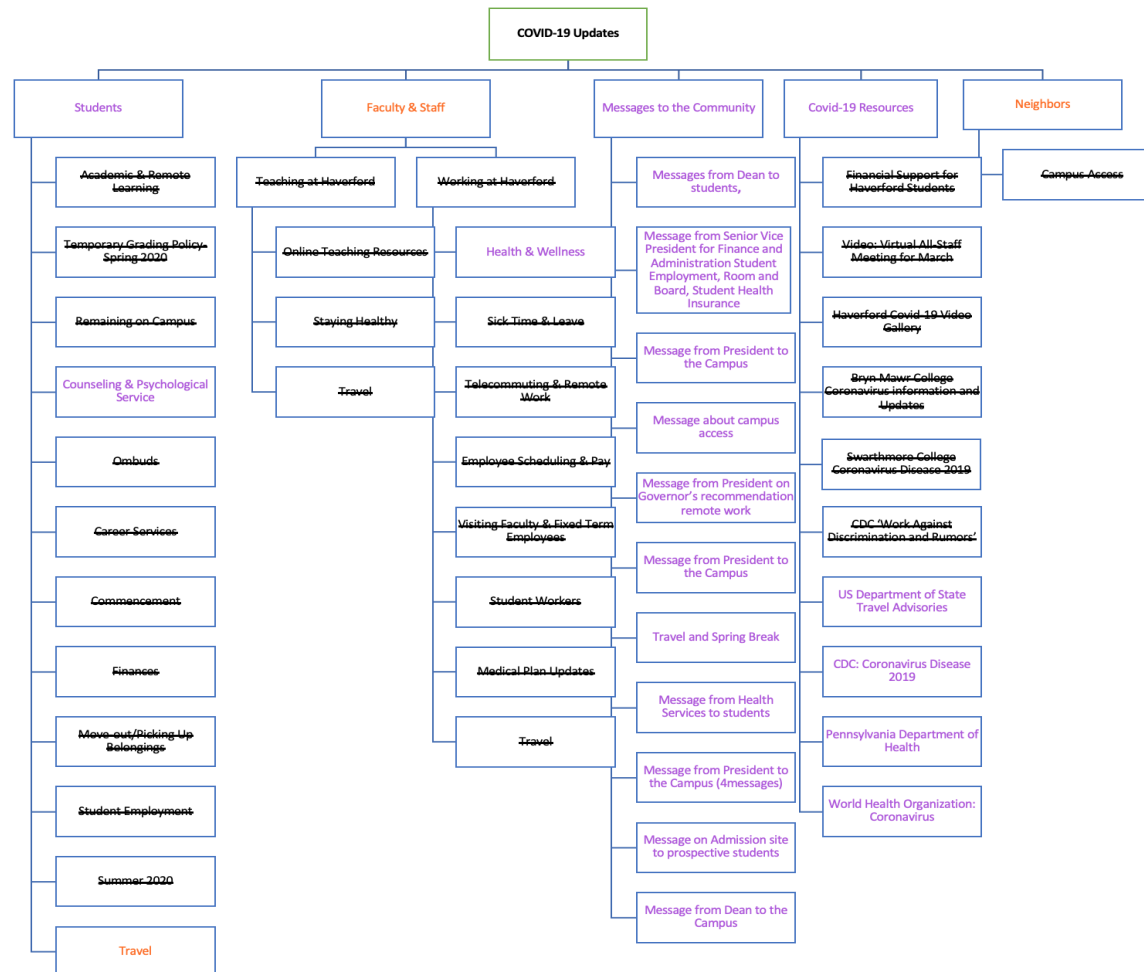 COVID-19 Updates
Students
Academic & Remote
Learning
Temporary Grading Policy-
Spring 2020
Remaining on Campus
Counseling & Psychological
Service
Ombuds
Career Services
Commencement
Finances
Move-out/Picking Up
Belongings
Student Employment
Summer 2020
Travel
Faculty & Staff
Teaching at Haverford
Online Teaching Resources
Staying Healthy
Travel
Working at Haverford
Health & Wellness
Sick Time & Leave
Telecommuting & Remote
Work
Employee Scheduling & Pay
Visiting Faculty & Fixed Term
Employees
Student Workers
Medical Plan Updates
Travel
Messages to the Community
Messages from Dean to
students,
Message from Senior Vice
President for Finance and
Administration Student
Employment, Room and
Board, Student Health
Insurance
Message from President to
the Campus
Message about campus
access
Message from President on
Governor's recommendation
remote work
Message from President to
the Campus
Travel and Spring Break
Message from Health
Services to students
Message from President to
the Campus (4messages)
Message on Admission site
to prospective students
Message from Dean to the
Campus
Covid-19 Resources
Financial Support for
Haverford Students
Video: Virtual All-Staff
Meeting for March
Haverford Covid-19 Video
Gallery
Bryn Mawr College
Coronavirus information and
Updates
Swarthmore College
Coronavirus Disease 2019
CDC 'Work Against
Discrimination and Rumors'
US Department of State
Travel Advisories
CDC: Coronavirus Disease
2019
Pennsylvania Department of
Health
World Health Organization:
Coronavirus
Neighbors
Campus Access